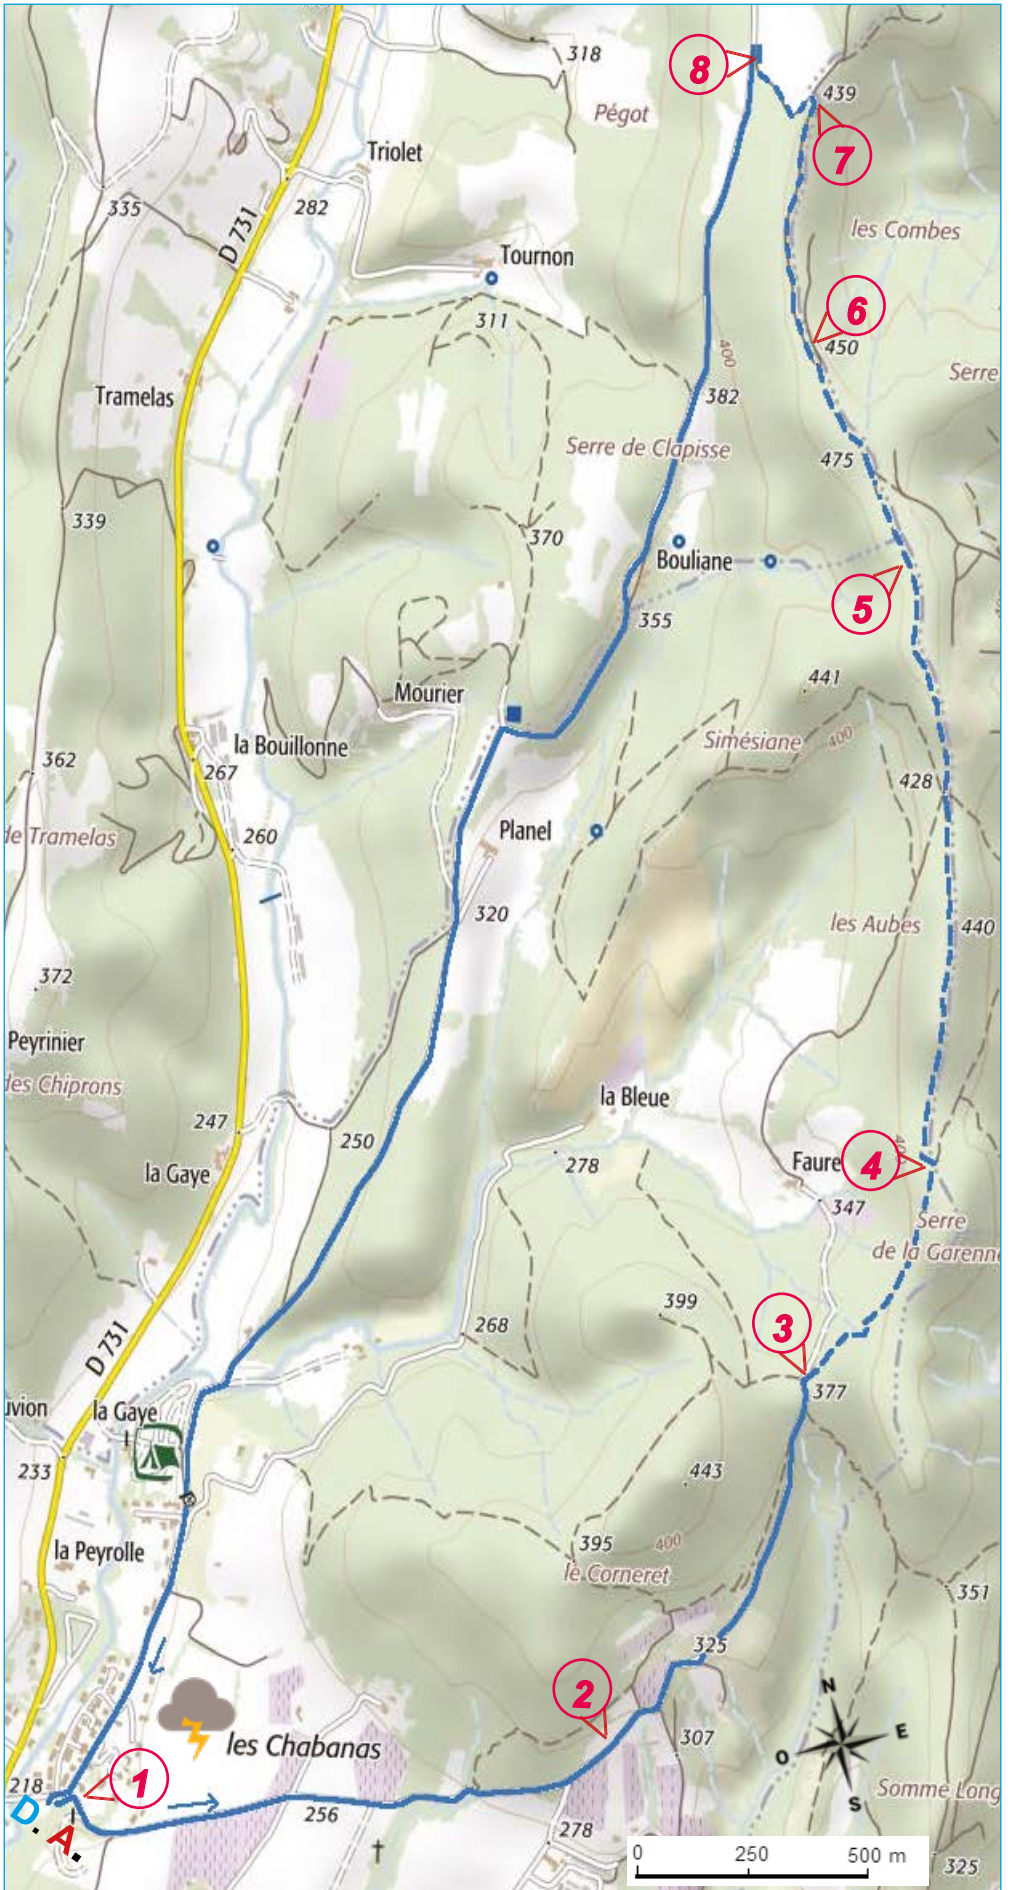 318
8
439
Pégot
Triolet
7
335
282
D 731
les Combes
Tournon
6
311
450
400
Serre
382
Tramelas
Serre de Clapisse
475
339
370
Bouliane
5
355
441
Mourier
Simésiane
400
la Bouillonne
362
267
428
de Tramelas
260
Planel
320
les Aubes
440
372
Peyrinier
des Chiprons
la Bleue
247
250
278
la Gaye
Faure
4
347
Serre
de la Garenne
399
268
3
D 731
377
uvion
la Gaye
233
443
395
400
la Peyrolle
le Corneret
351
325
2
N
307
les Chabanas
O
E
218
1
S
Somme Long
D. A.
256
278
0 250 500 m
325